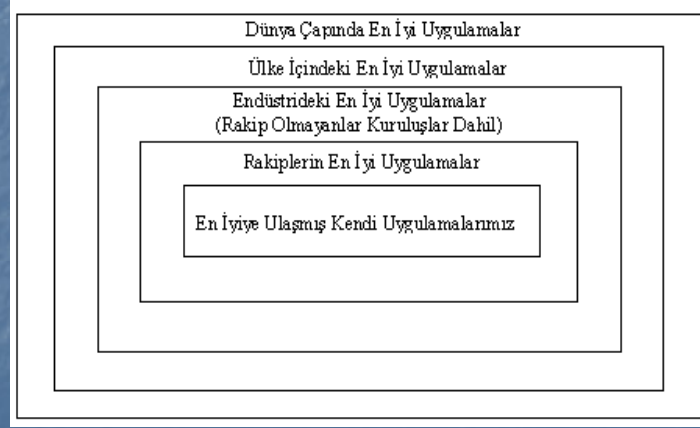 Dünya Çapında En İyi Uygulamalar
Ülke İçindeki En İyi Uygulamalar
Endüstrideki En İyi Uygulamalar
(Rakip Olmayanlar Kuruluşlar Dahil)
Rakiplerin En İyi Uygulamalar
En İyiye Ulaşmış Kendi Uygulamalarımız